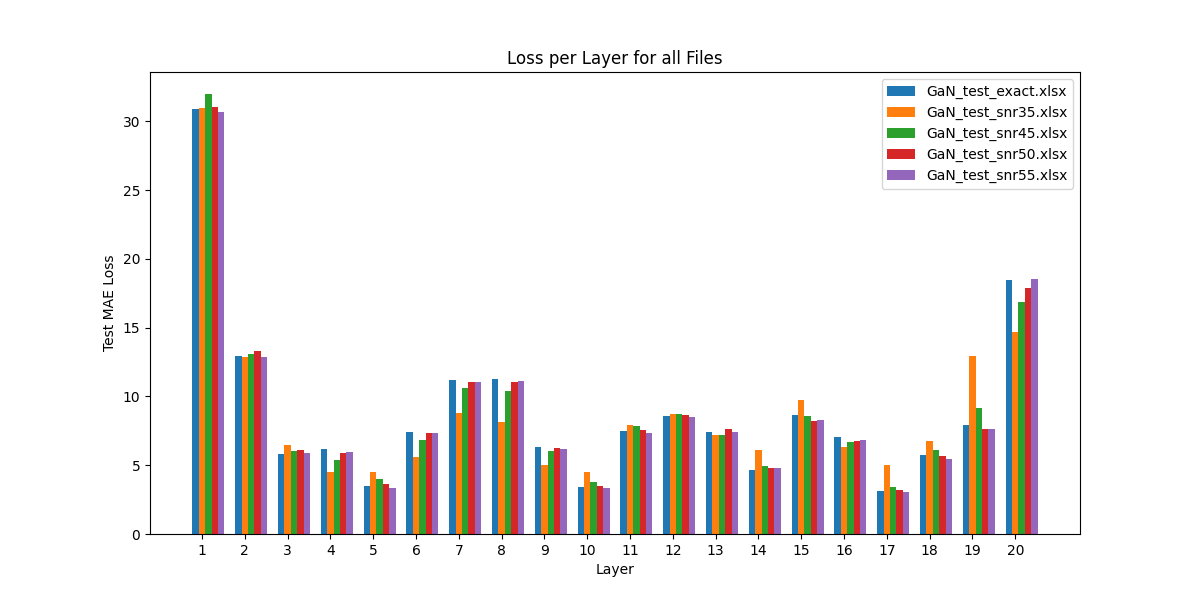 Loss per Layer for all Files
GaN_test_exact.xlsx
GaN_test_snr35.xlsx
GaN_test_snr45.xlsx
GaN_test_snr50.xlsx
GaN_test_snr55.xlsx
Test MAE Loss
30
25
20
15
10
5
0
1 2 3 4 5 6 7 8 9 10 11 12 13 14 15 16 17 18 19 20
Layer